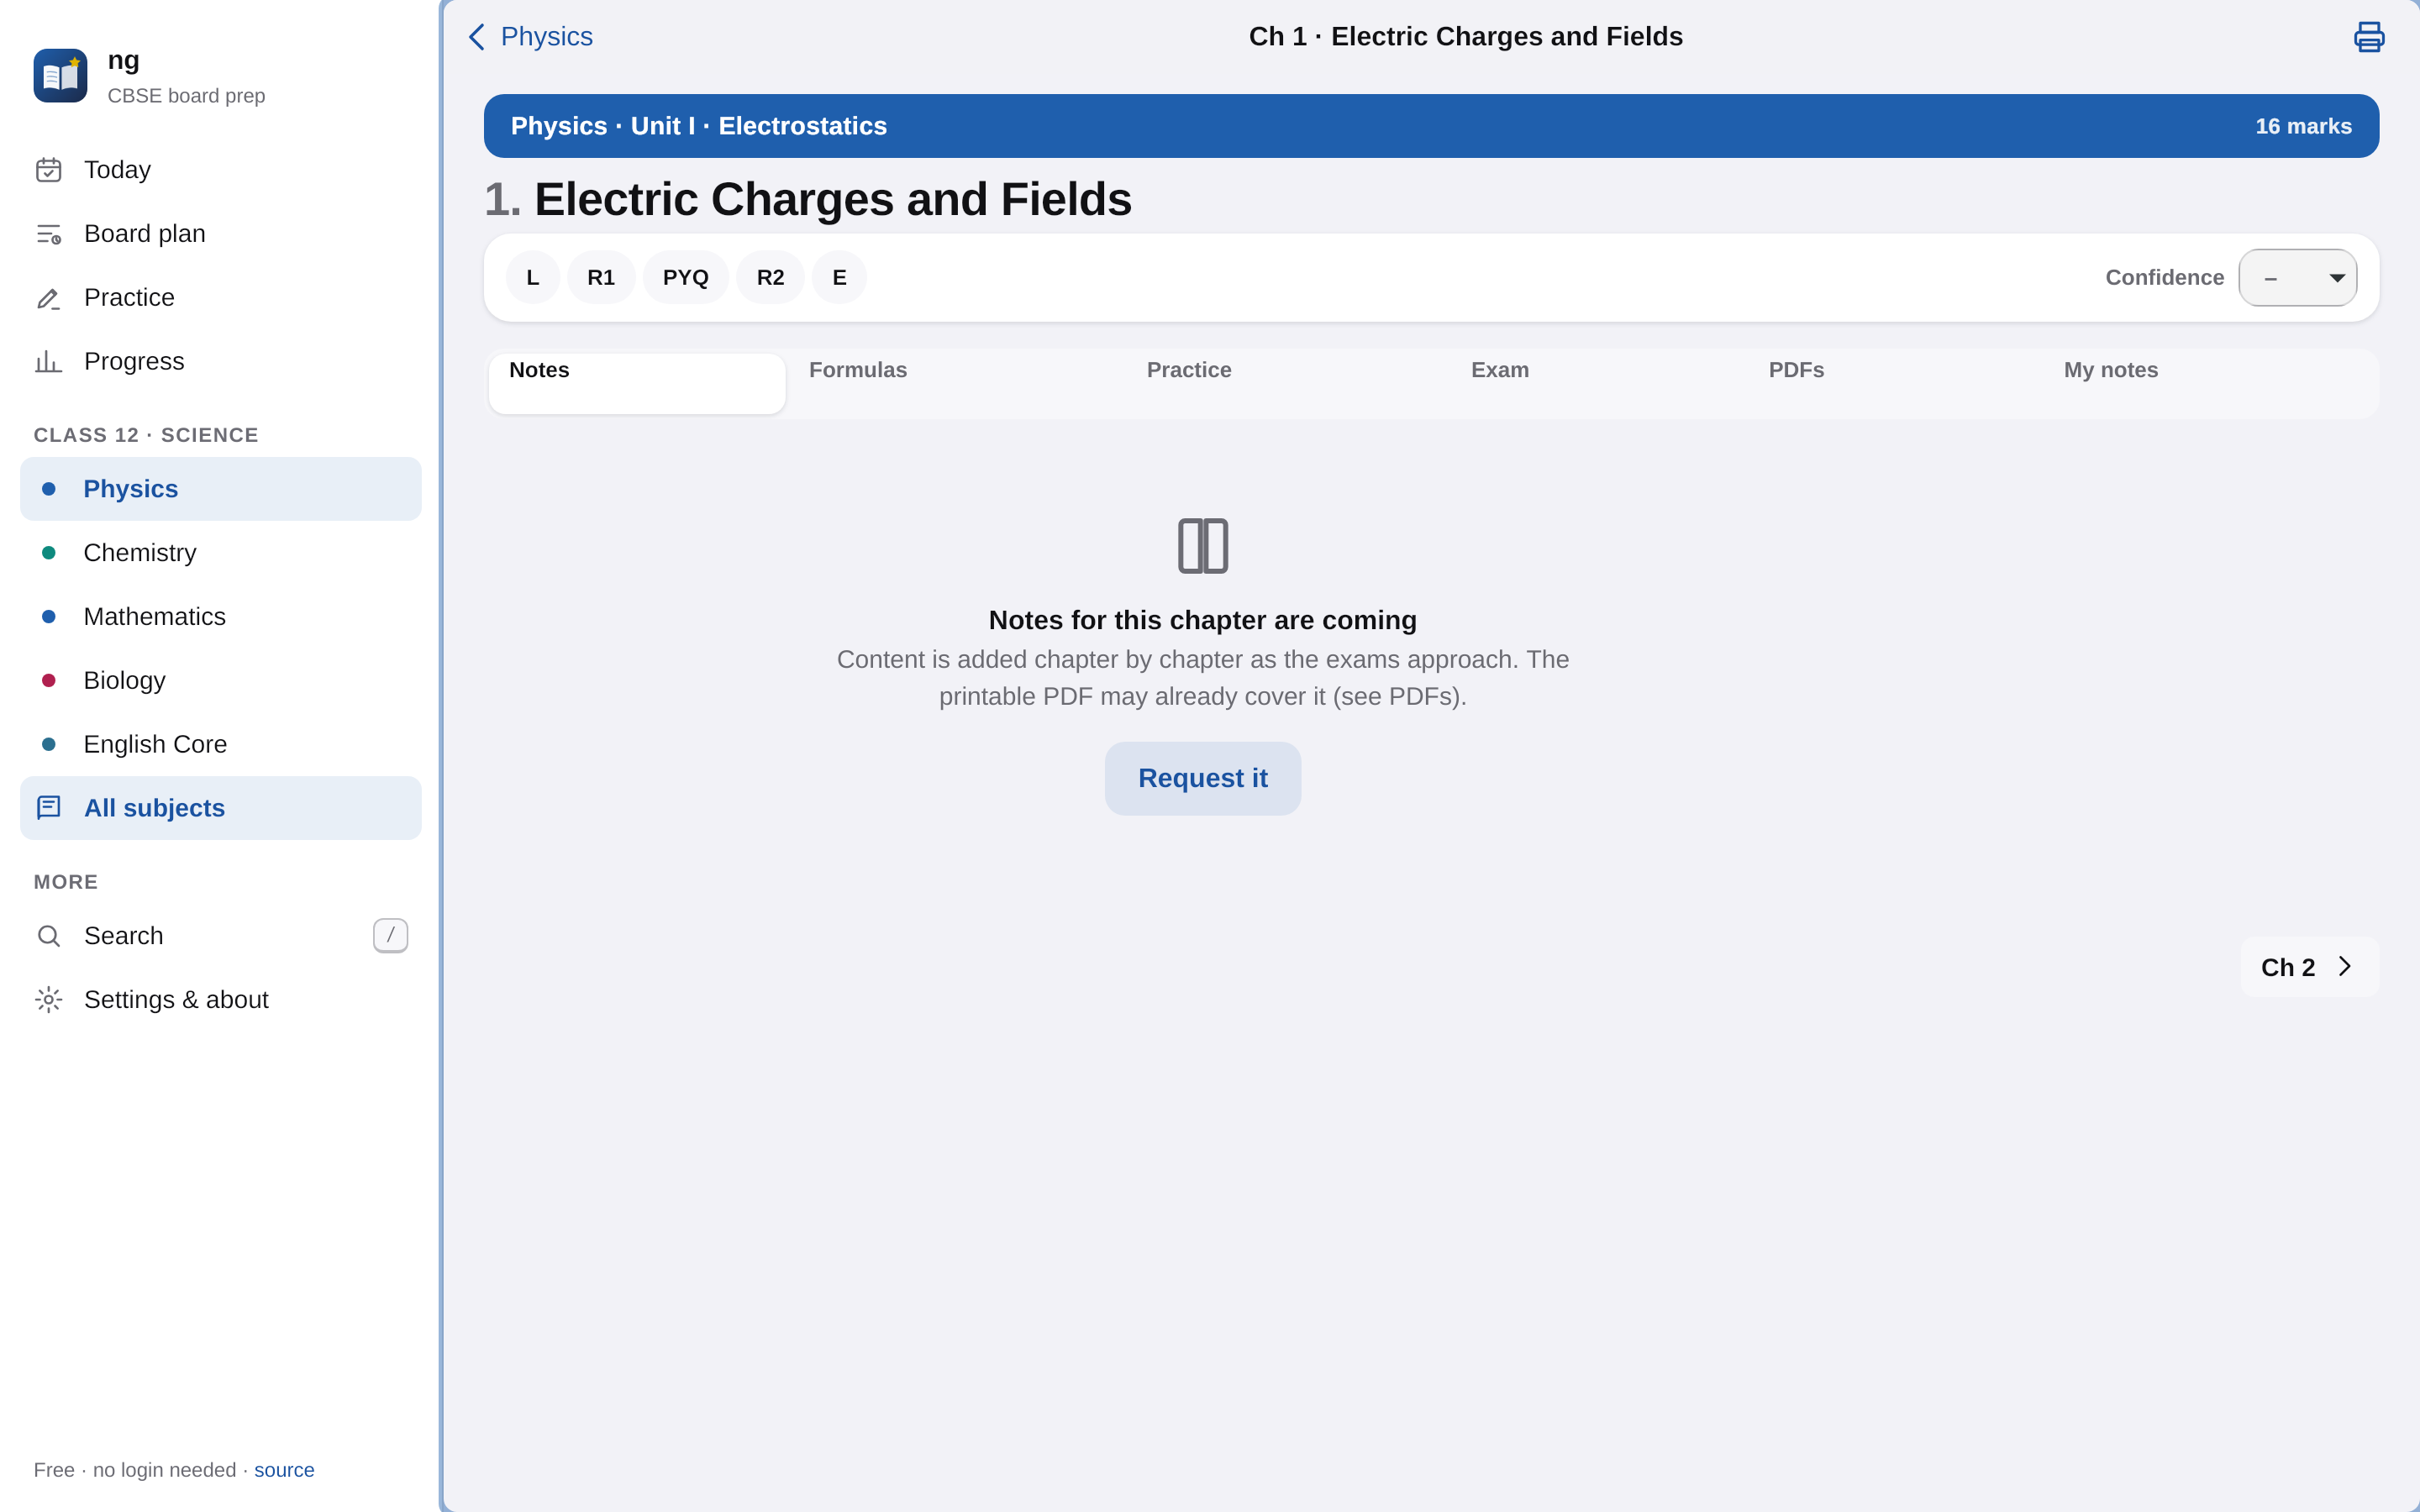 ng
CBSE board prep
Today
Board plan
Practice
Progress
CLASS 12 · SCIENCE
Physics
Chemistry
Mathematics
Biology
English Core
All subjects
MORE
Search /
Settings & about
Free · no login needed · source
Physics
Ch 1 · Electric Charges and Fields
Physics · Unit I · Electrostatics 16 marks
1. Electric Charges and Fields
L R1 PYQ R2 E Confidence –
Notes Formulas Practice Exam PDFs My notes
Notes for this chapter are coming
Content is added chapter by chapter as the exams approach. The
printable PDF may already cover it (see PDFs).
Request it
Ch 2